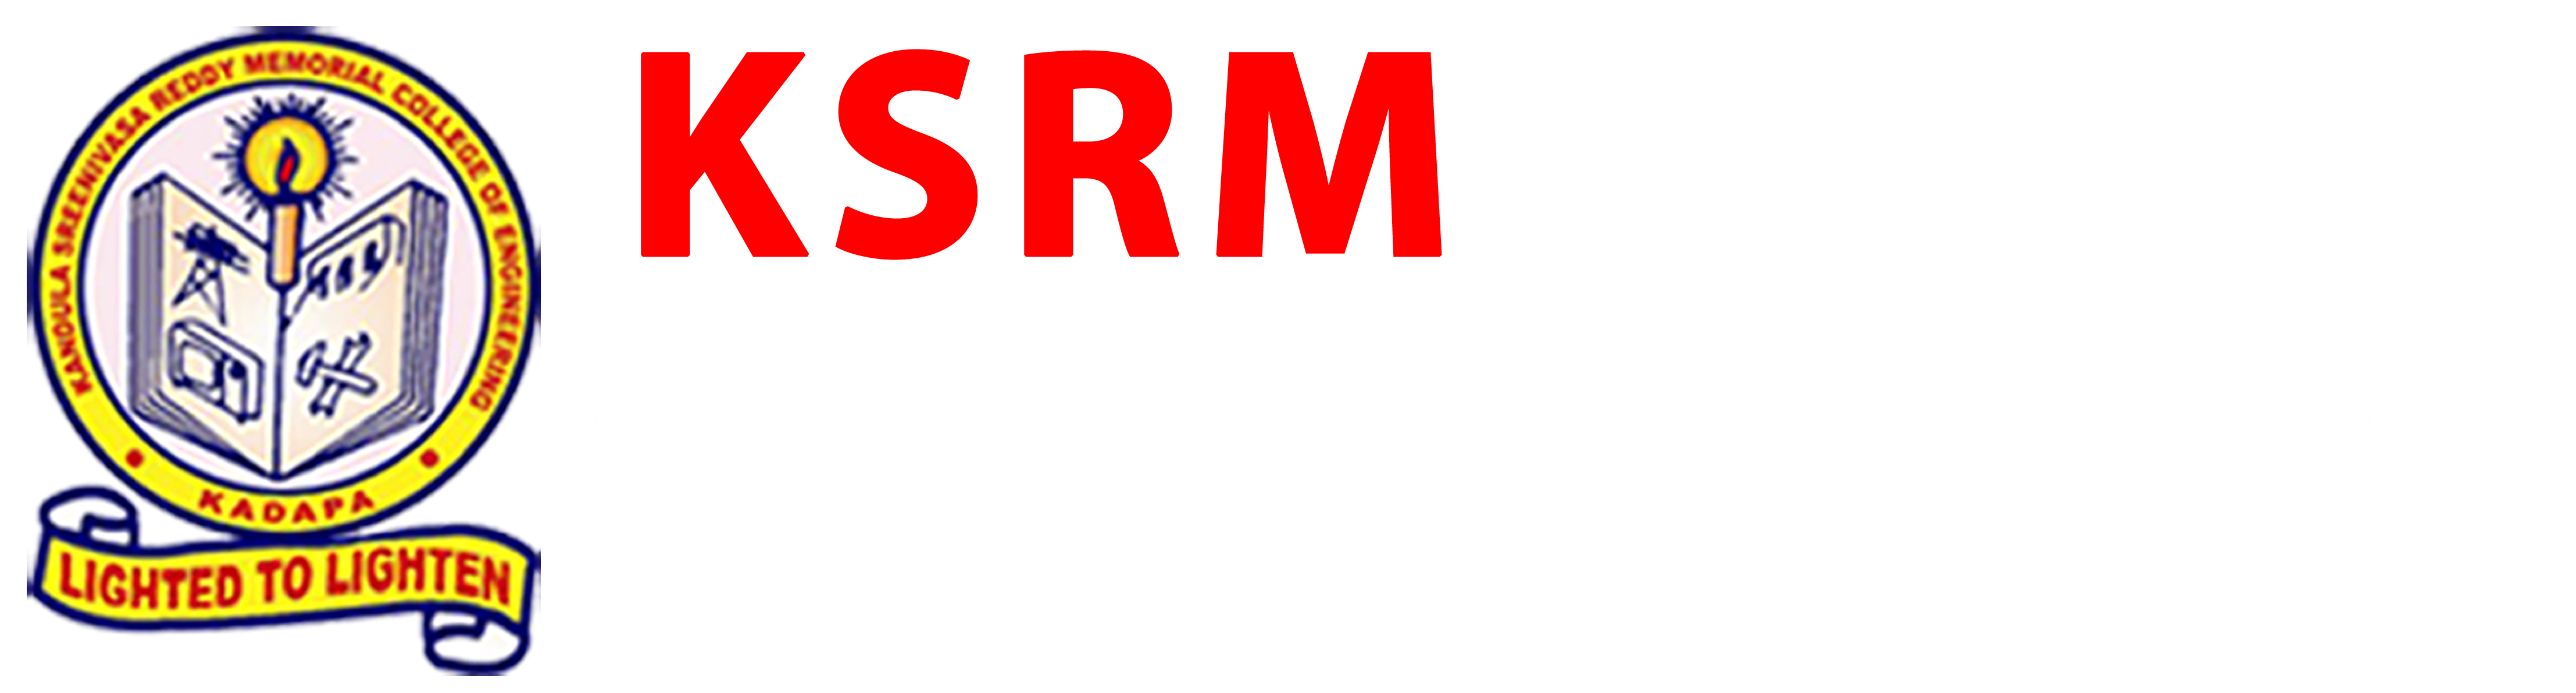 KANDULA SREENIVASA REDDY MEMORIAL COLLEGE OF ENGINEERING
KADAPA
LIGHTED TO LIGHTEN
KSRM